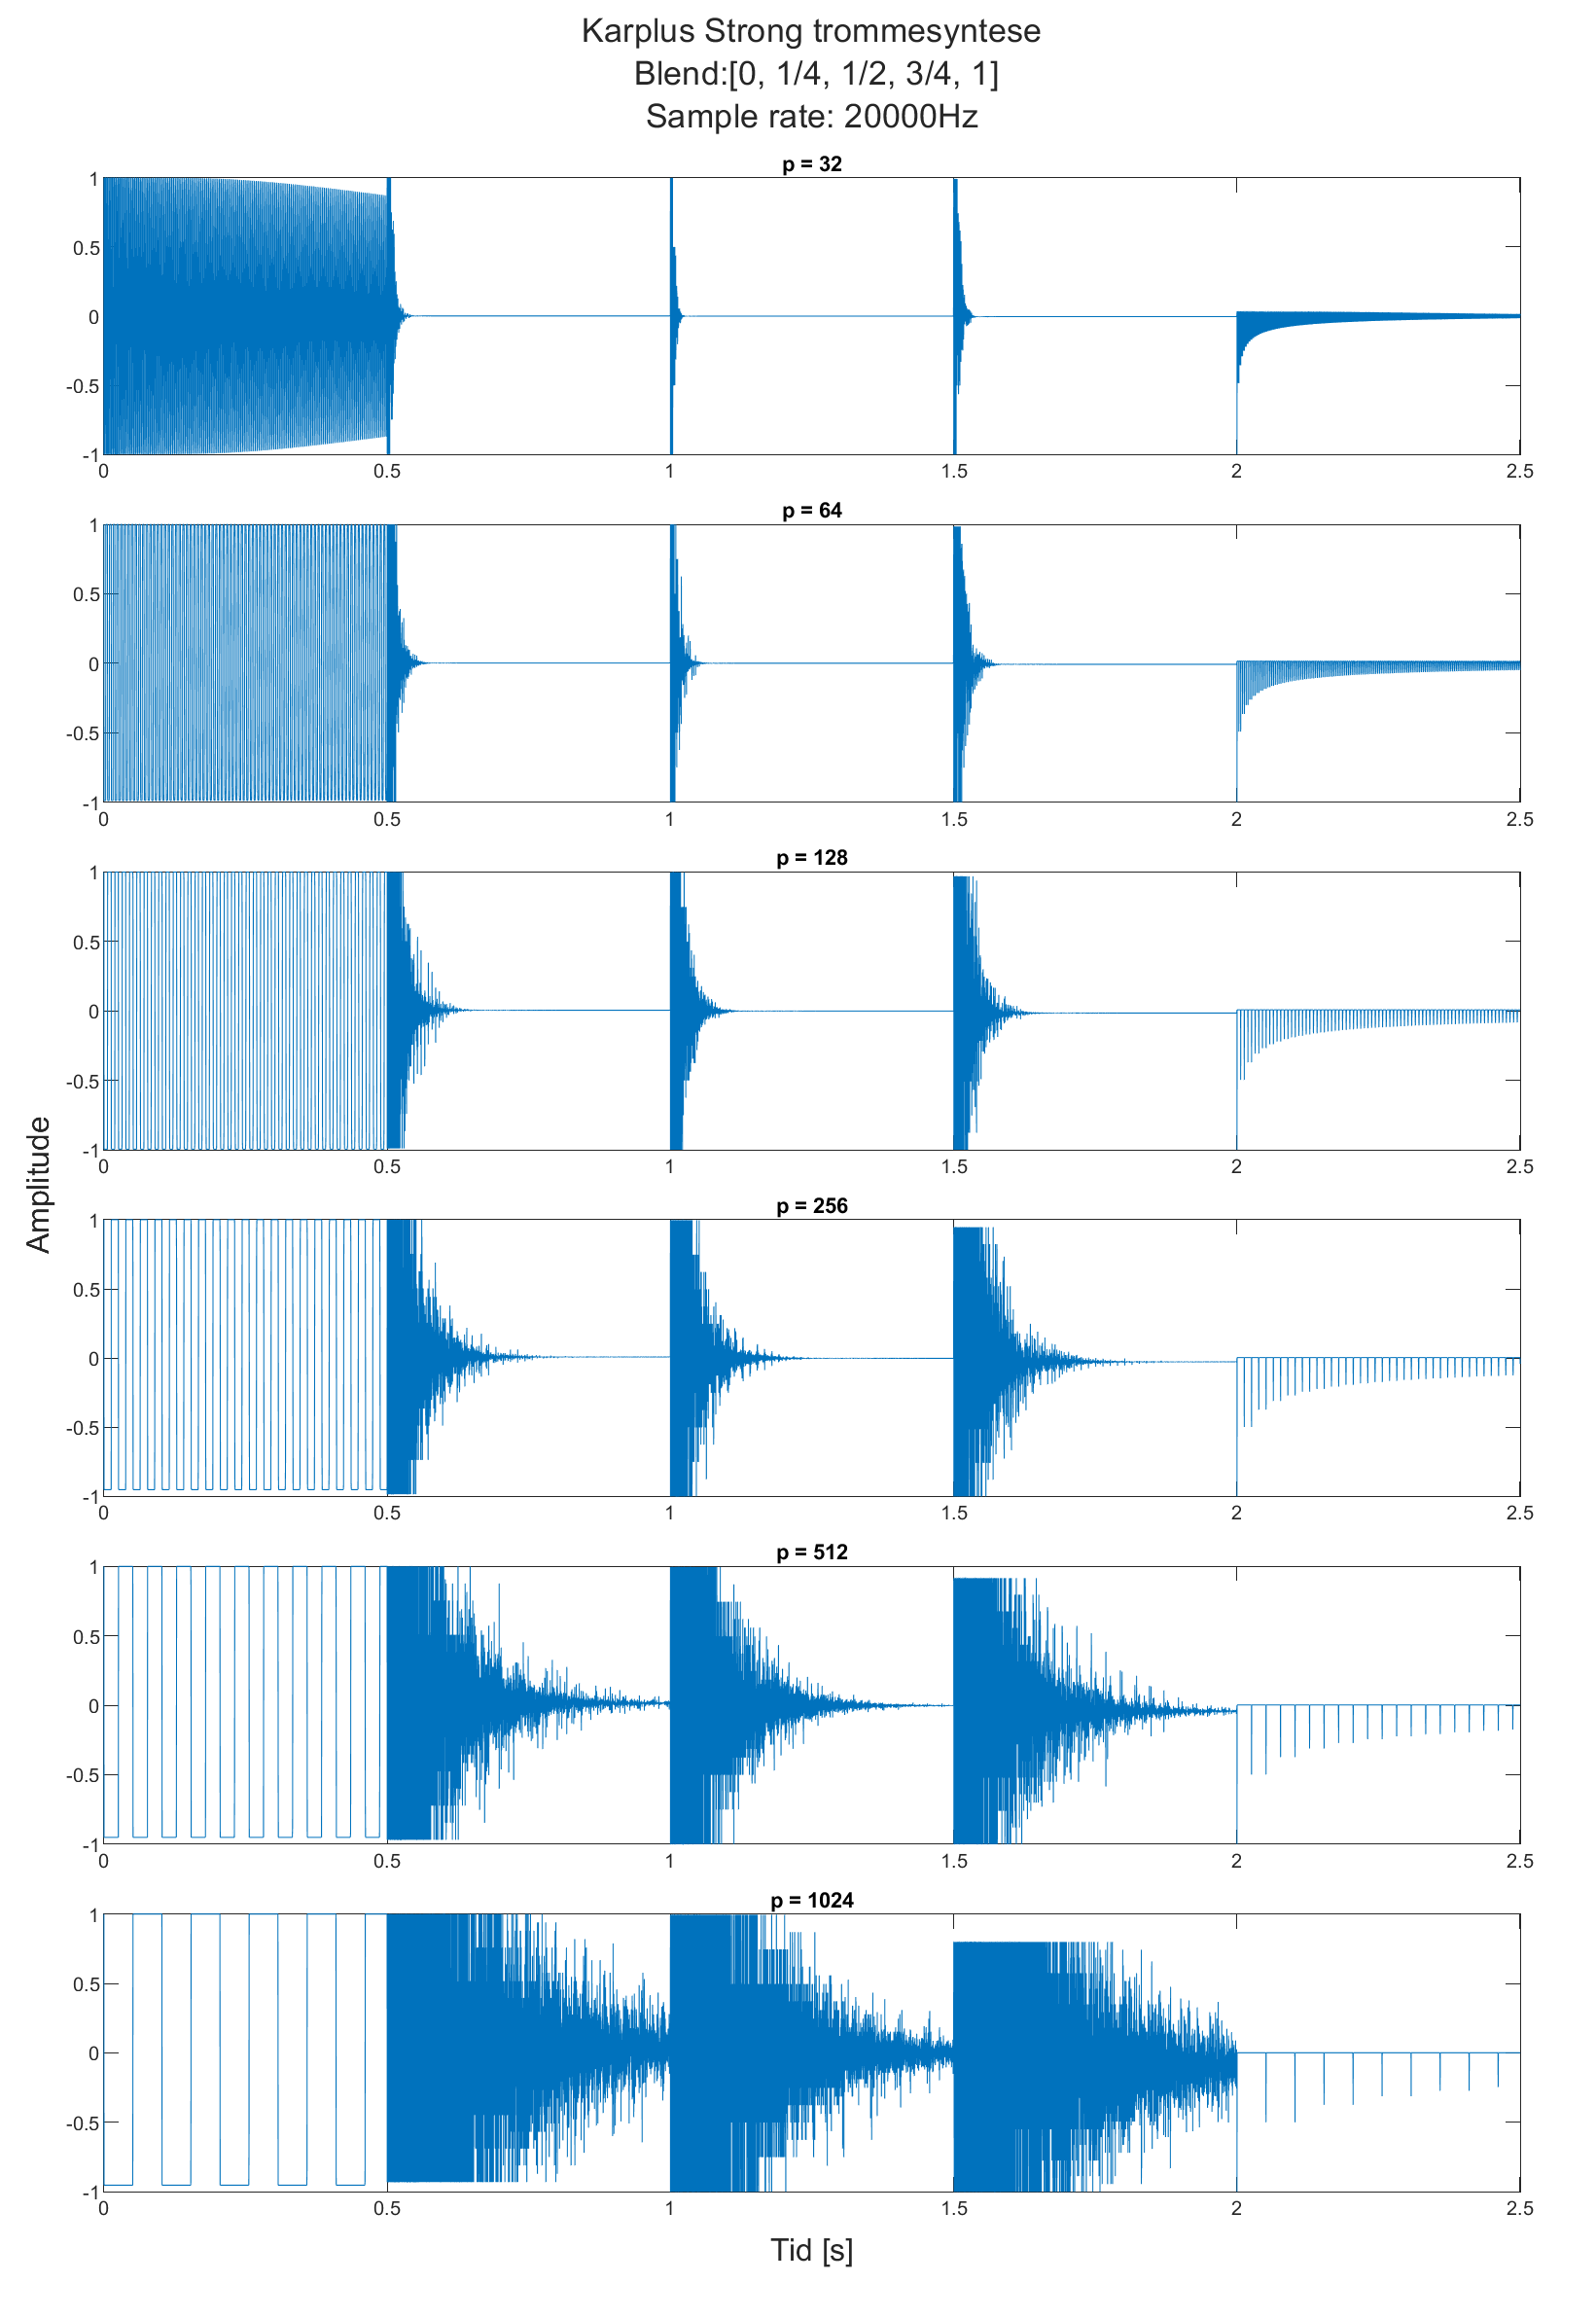 Karplus Strong trommesyntese
Blend:[0, 1/4, 1/2, 3/4, 1]
Sample rate: 20000Hz
p = 32
1
0.5
0
-0.5
-1
0 0.5 1 1.5 2 2.5
p = 64
1
0.5
0
-0.5
-1
0 0.5 1 1.5 2 2.5
p = 128
1
0.5
0
-0.5
-1
0 0.5 1 1.5 2 2.5
Amplitude
p = 256
1
0.5
0
-0.5
-1
0 0.5 1 1.5 2 2.5
p = 512
1
0.5
0
-0.5
-1
0 0.5 1 1.5 2 2.5
p = 1024
1
0.5
0
-0.5
-1
0 0.5 1 1.5 2 2.5
Tid [s]